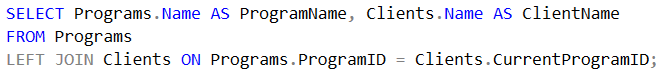 SELECT Programs.Name AS ProgramName, Clients.Name AS ClientName
FROM Programs
LEFT JOIN Clients ON Programs.ProgramID = Clients.CurrentProgramID;